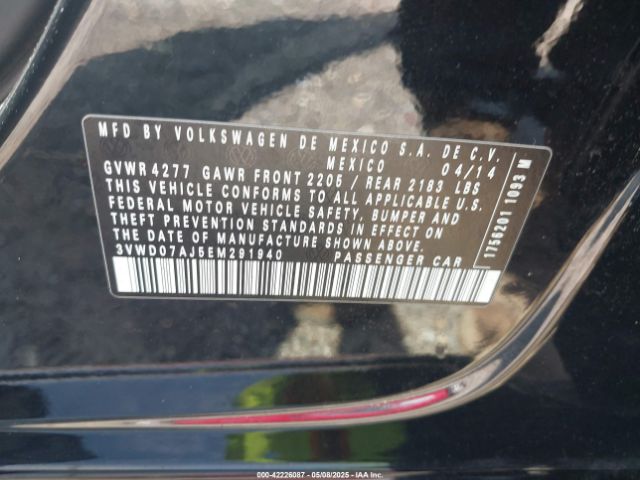 MFD BY VOLKSWAGEN DE MEXICO S.A. DE C.V.
MEXICO 04/14
GVWR 4277 GAWR FRONT 2205 / REAR 2183 LBS
THIS VEHICLE CONFORMS TO ALL APPLICABLE U.S.
FEDERAL MOTOR VEHICLE SAFETY, BUMPER AND
THEFT PREVENTION STANDARDS IN EFFECT ON
THE DATE OF MANUFACTURE SHOWN ABOVE.
3VWD07AJ5EM291940 PASSENGER CAR
1756201 1093 M
000-42226087 - 05/08/2025 - IAA Inc.